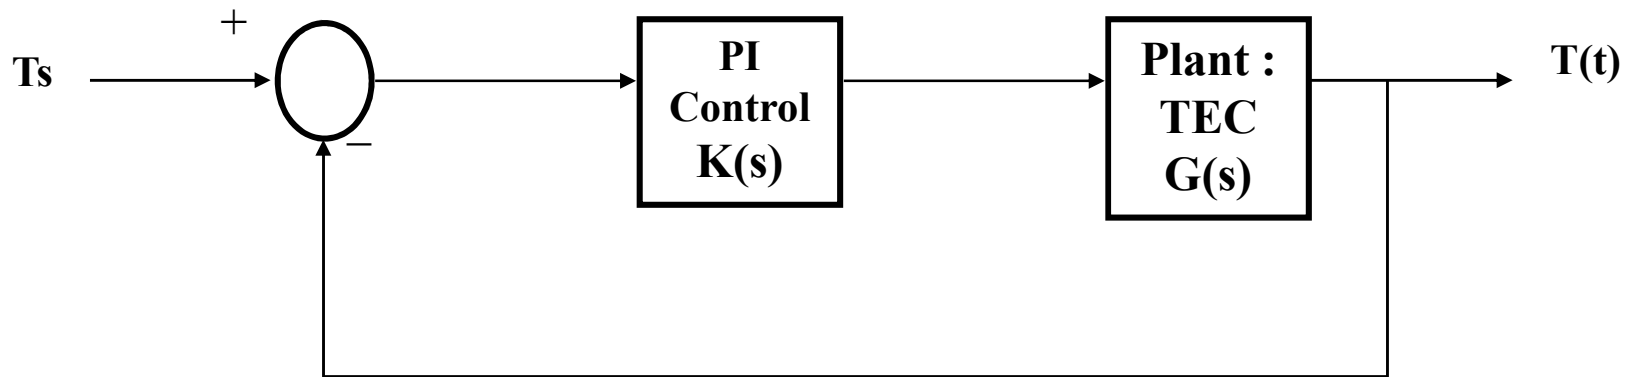 +
Ts
−
PI
Control
K(s)
Plant :
TEC
G(s)
T(t)